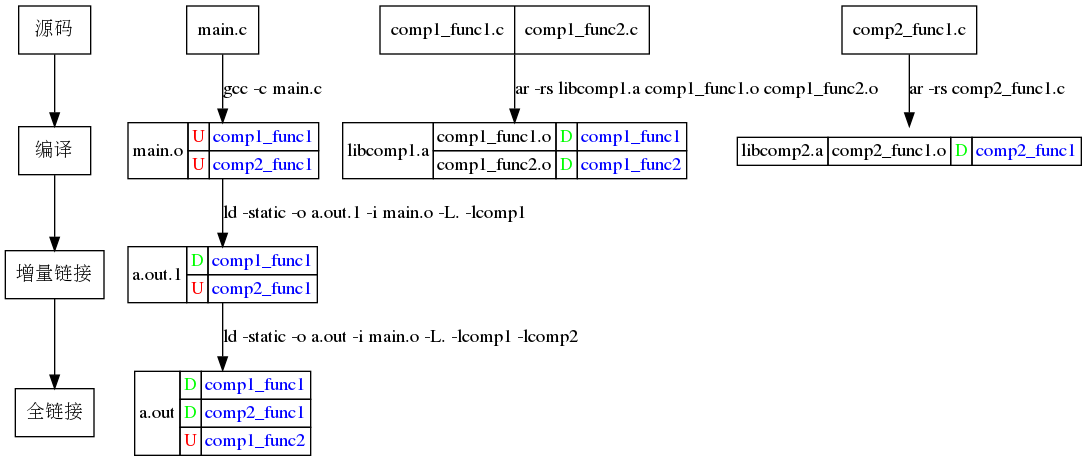 源码
main.c
comp1_func1.c
comp1_func2.c
comp2_func1.c
gcc -c main.c
ar -rs libcomp1.a comp1_func1.o comp1_func2.o
ar -rs comp2_func1.c
编译
main.o
U comp1_func1
U comp2_func1
libcomp1.a
comp1_func1.o D comp1_func1
comp1_func2.o D comp1_func2
libcomp2.a comp2_func1.o D comp2_func1
ld -static -o a.out.1 -i main.o -L. -lcomp1
增量链接
a.out.1
D comp1_func1
U comp2_func1
ld -static -o a.out -i main.o -L. -lcomp1 -lcomp2
全链接
a.out
D comp1_func1
D comp2_func1
U comp1_func2